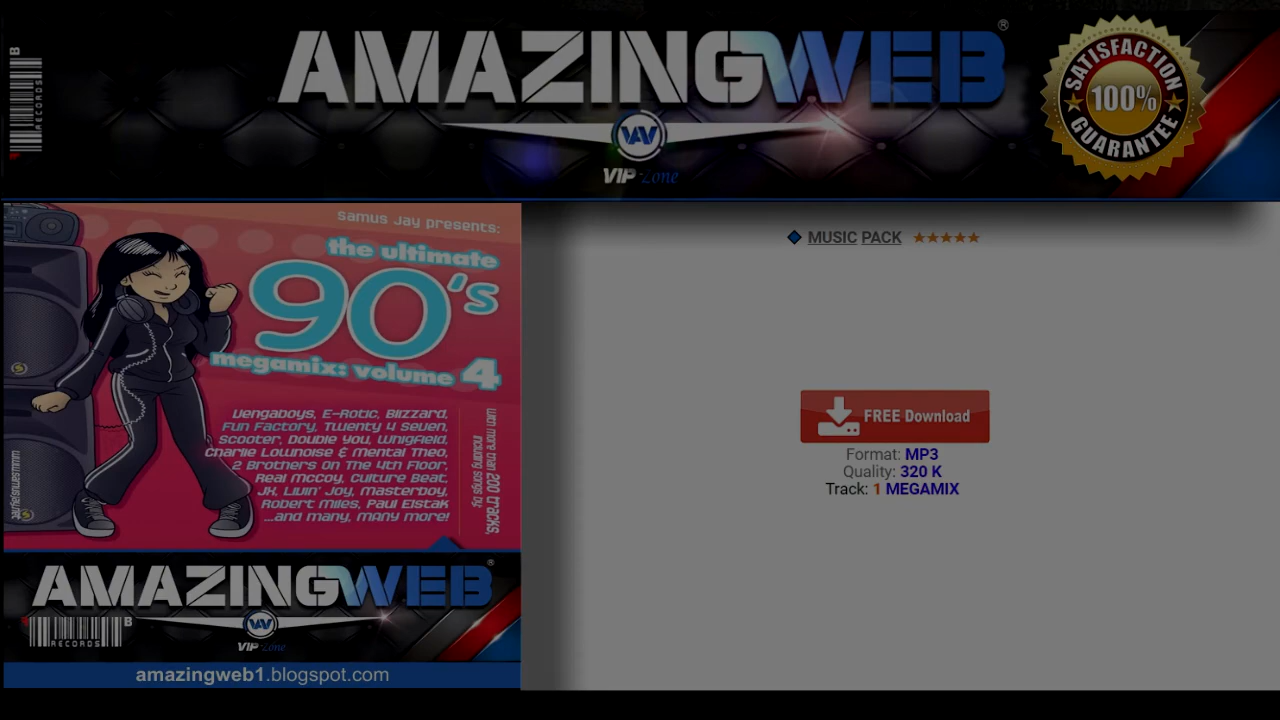 AMAZINGWEB®
B
RECORDS
VAV
VIP Zone
SATISFACTION
100%
GUARANTEE
samus jay presents:
the ultimate
90's
megamix: volume 4
Vengaboys, E-Rotic, Blizzard,
Fun Factory, Twenty 4 Seven,
Scooter, Double You, Whigfield,
Charlie Lownoise & Mental Theo,
2 Brothers On The 4th Floor,
Real McCoy, Culture Beat,
JX, Livin' Joy, Masterboy,
Robert Miles, Paul Elstak
...and many, MANY more!
with more than 200 tracks,
including songs by:
MUSIC PACK ★★★★★
FREE Download
Format: MP3
Quality: 320 K
Track: 1 MEGAMIX
AMAZINGWEB®
B
RECORDS
VAV
VIP Zone
amazingweb1.blogspot.com